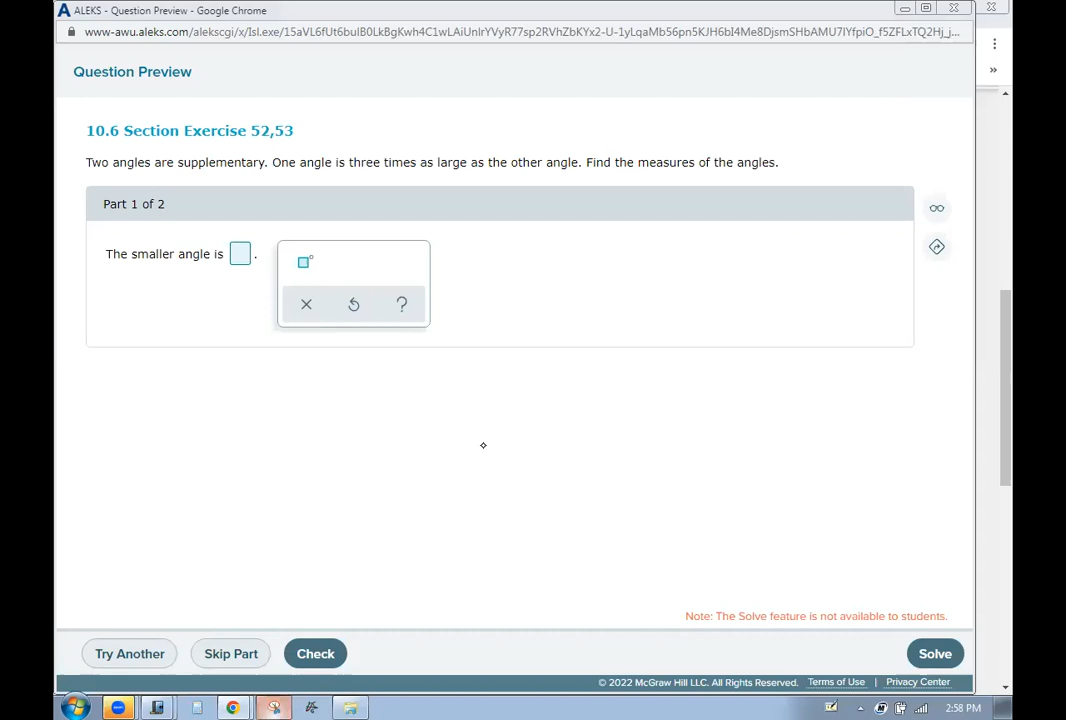 ALEKS - Question Preview - Google Chrome
Question Preview
10.6 Section Exercise 52,53
Two angles are supplementary. One angle is three times as large as the other angle. Find the measures of the angles.
Part 1 of 2
The smaller angle is .
?
Note: The Solve feature is not available to students.
Try Another Skip Part Check Solve
© 2022 McGraw Hill LLC. All Rights Reserved. Terms of Use | Privacy Center
2:58 PM